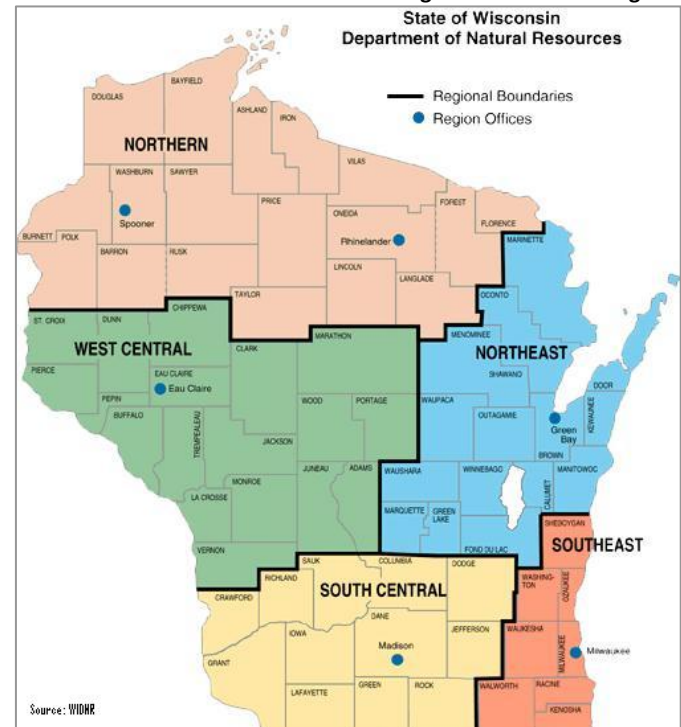 State of Wisconsin
Department of Natural Resources
Regional Boundaries
Region Offices
BAYFIELD
DOUGLAS
ASHLAND
IRON
NORTHERN
VILAS
WASHBURN
SAWYER
PRICE
FOREST
ONEIDA
Spooner
FLORENCE
BURNETT
POLK
Rhinelander
MARINETTE
BARRON
RUSK
LINCOLN
LANGLADE
TAYLOR
OCONTO
CHIPPEWA
ST. CROIX
DUNN
MARATHON
MENOMINEE
WEST CENTRAL
CLARK
NORTHEAST
PIERCE
EAU CLAIRE
SHAWANO
Eau Claire
DOOR
PEPIN
WOOD
PORTAGE
WAUPACA
KEWAUNEE
BUFFALO
OUTAGAMIE
TREMPEALEAU
Green
Bay
JACKSON
BROWN
JUNEAU
ADAMS
WAUSHARA
WINNEBAGO
MANITOWOC
MONROE
CALUMET
LA CROSSE
MARQUETTE
GREEN
LAKE
SHEBOYGAN
VERNON
FOND DU LAC
SOUTHEAST
SAUK
COLUMBIA
DODGE
RICHLAND
WASHING-
TON
OZAUKEE
CRAWFORD
SOUTH CENTRAL
DANE
IOWA
JEFFERSON
WAUKESHA
MILWAUKEE
Madison
Milwaukee
GRANT
GREEN
ROCK
WALWORTH
RACINE
LAFAYETTE
KENOSHA
Source: WIDNR